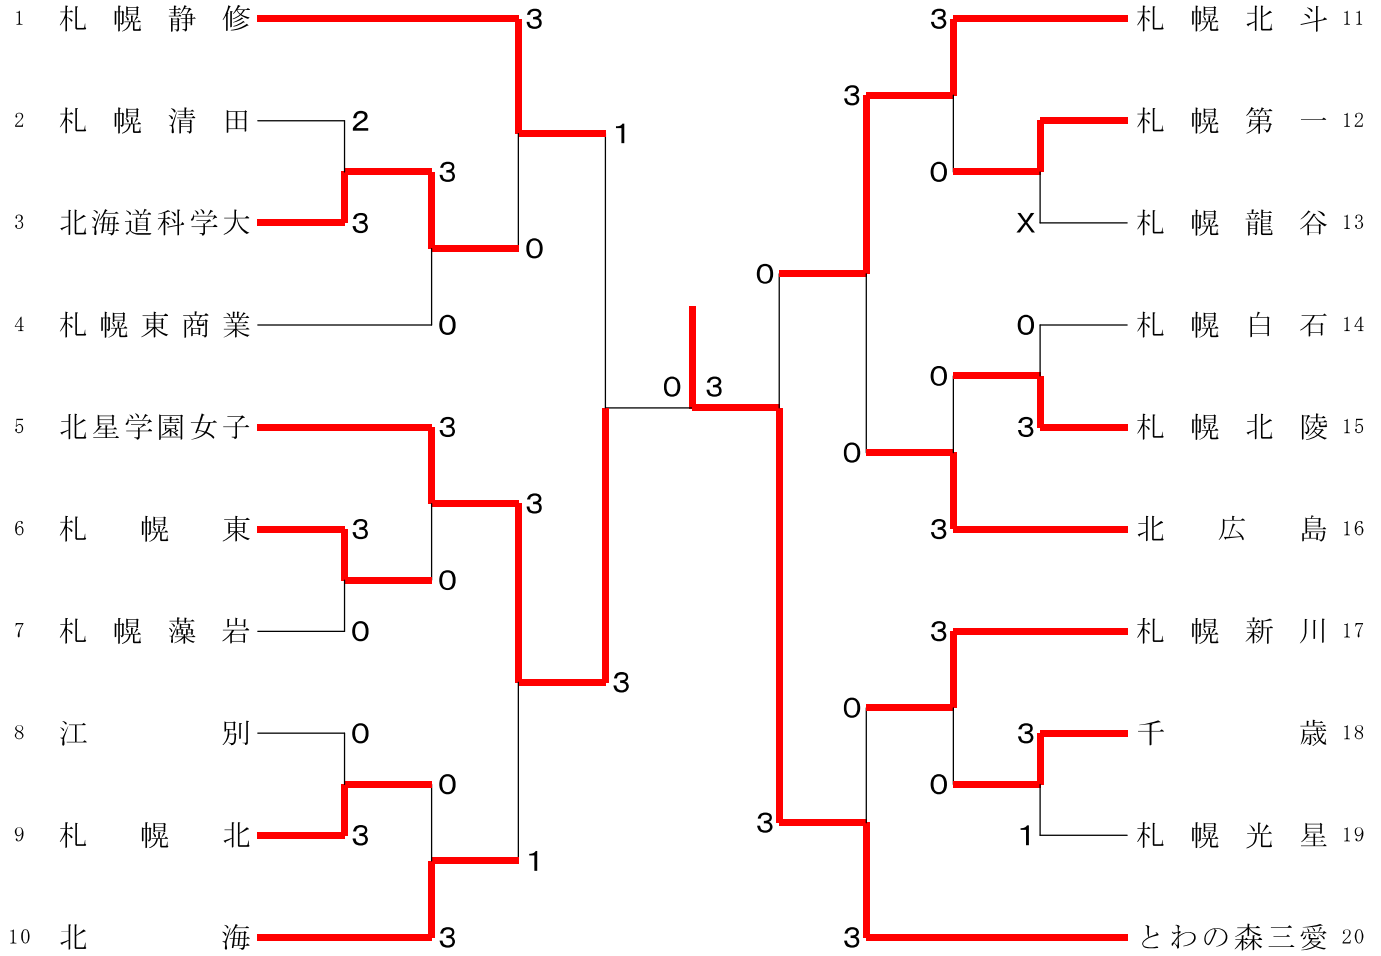 1 札幌静修 3
3 札幌北斗 11
3
2 札幌清田 2
札幌第一 12
1
3
0
3 北海道科学大 3
X 札幌龍谷 13
0
0
4 札幌東商業 0
0 札幌白石 14
0
0 3
5 北星学園女子 3
3 札幌北陵 15
0
3
6 札幌東 3
3 北広島 16
0
7 札幌藻岩 0
3 札幌新川 17
3
0
8 江別 0
3 千歳 18
0
0
9 札幌北 3
1 札幌光星 19
3
1
10 北海 3
3 とわの森三愛 20